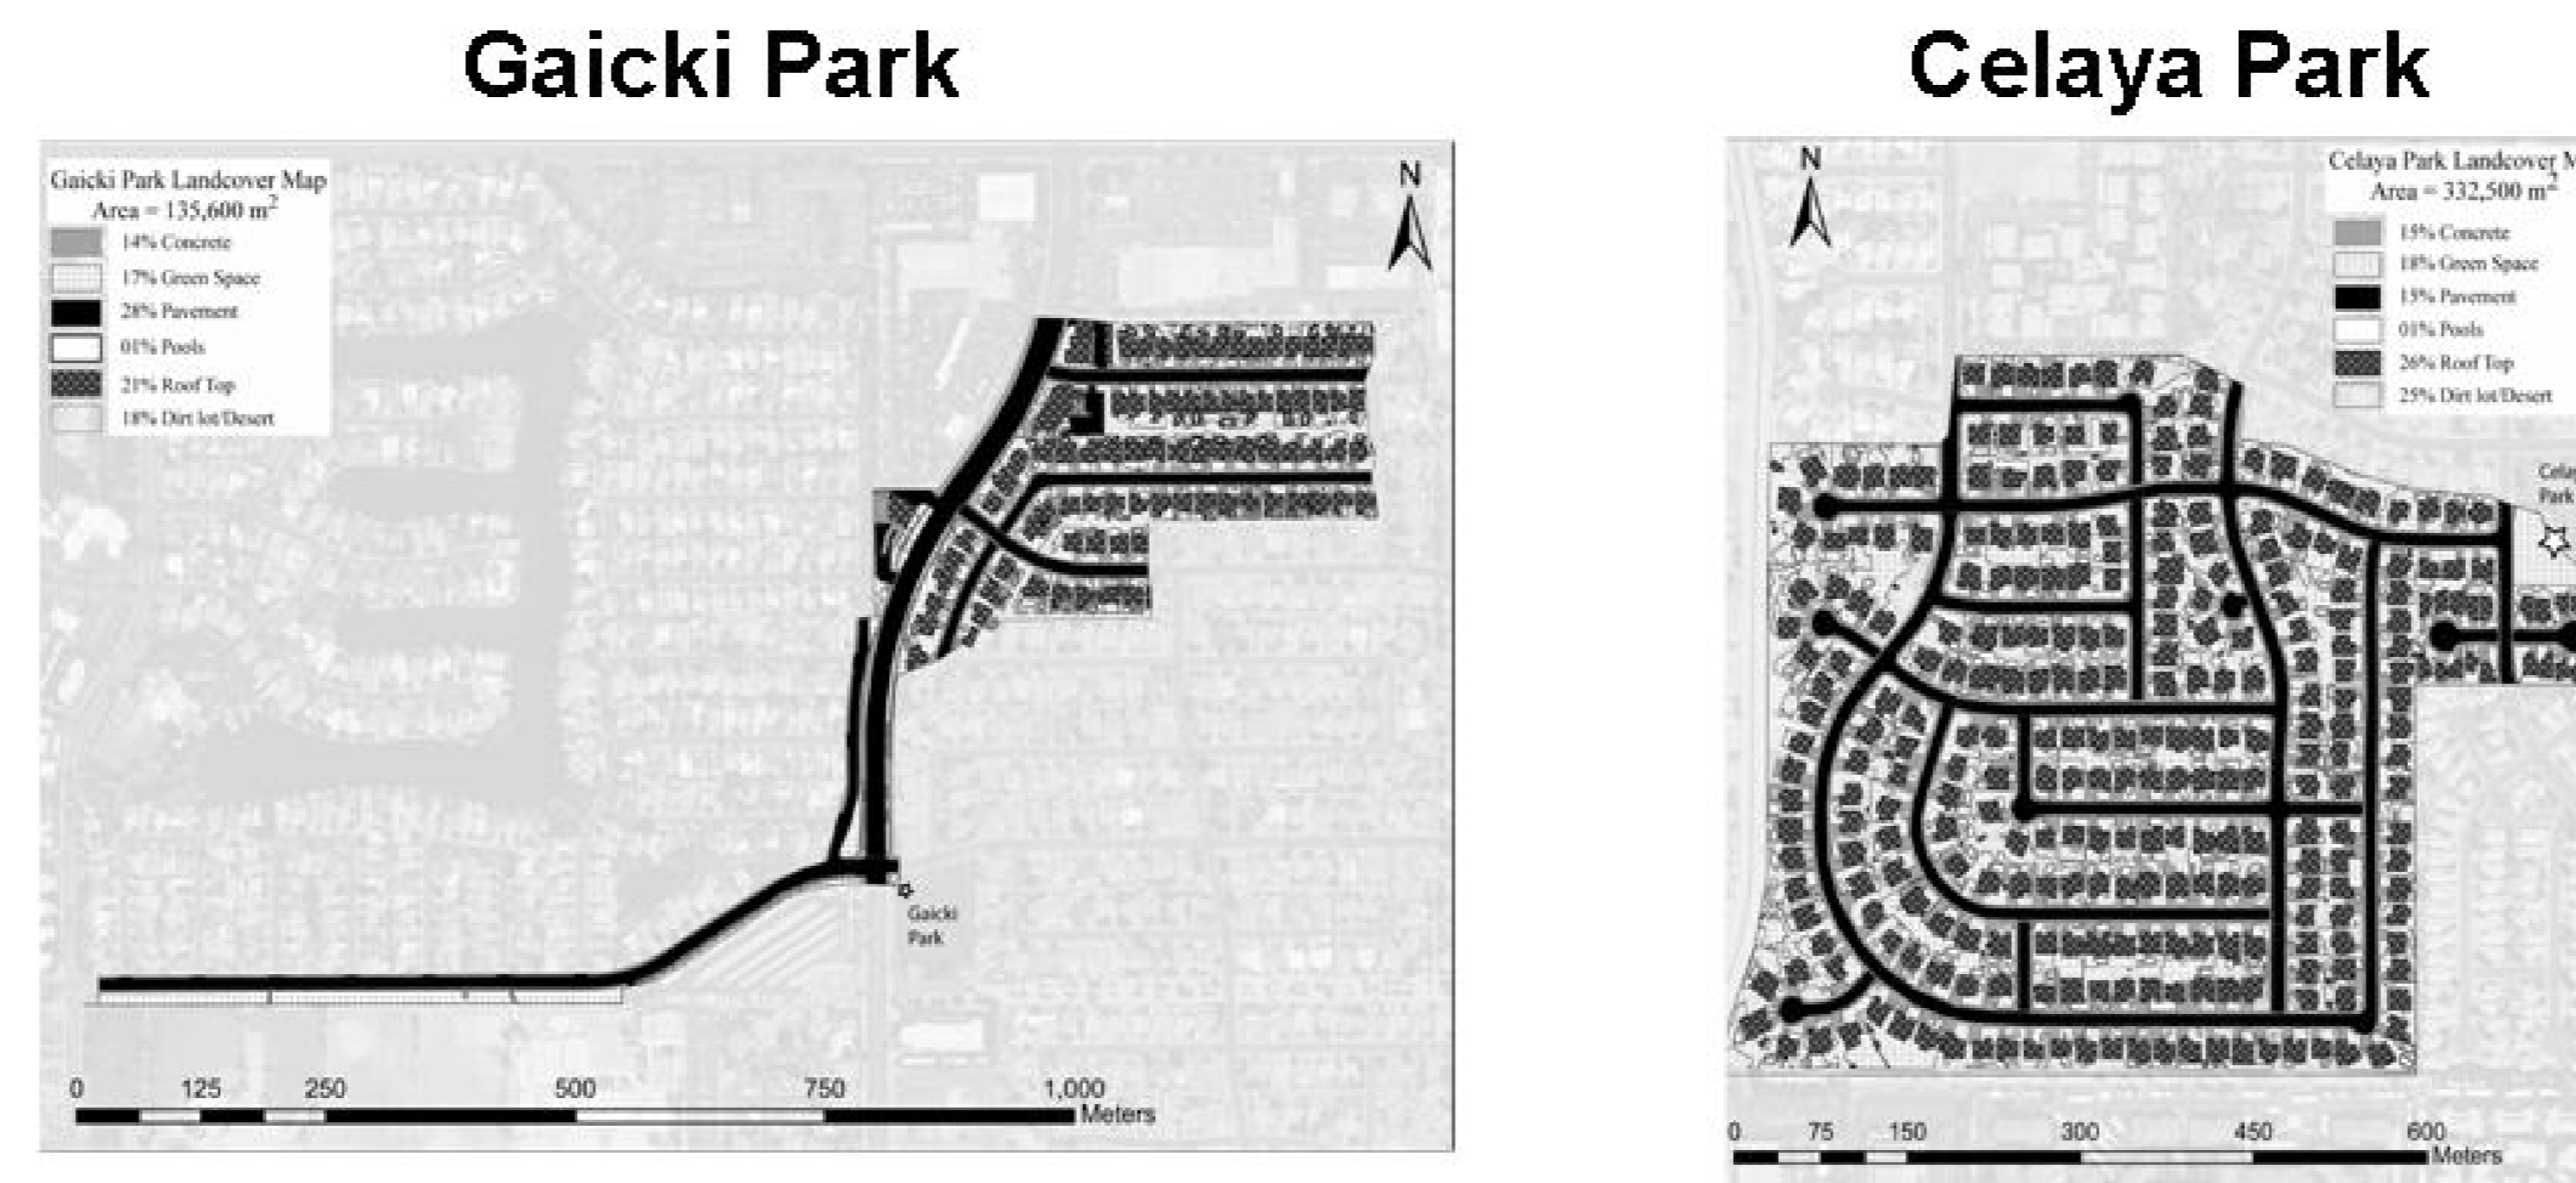 Gaicki Park
Gaicki Park Landcover Map
Area = 135,600 m2
14% Concrete
17% Green Space
28% Pavement
01% Pools
21% Roof Top
18% Dirt lot/Desert
N
Gaicki
Park
0 125 250 500 750 1,000
Meters
Celaya Park
N
Celaya Park Landcover M
Area = 332,500 m2
15% Concrete
18% Green Space
15% Pavement
01% Pools
26% Roof Top
25% Dirt lot/Desert
Celay
Park
0 75 150 300 450 600
Meters